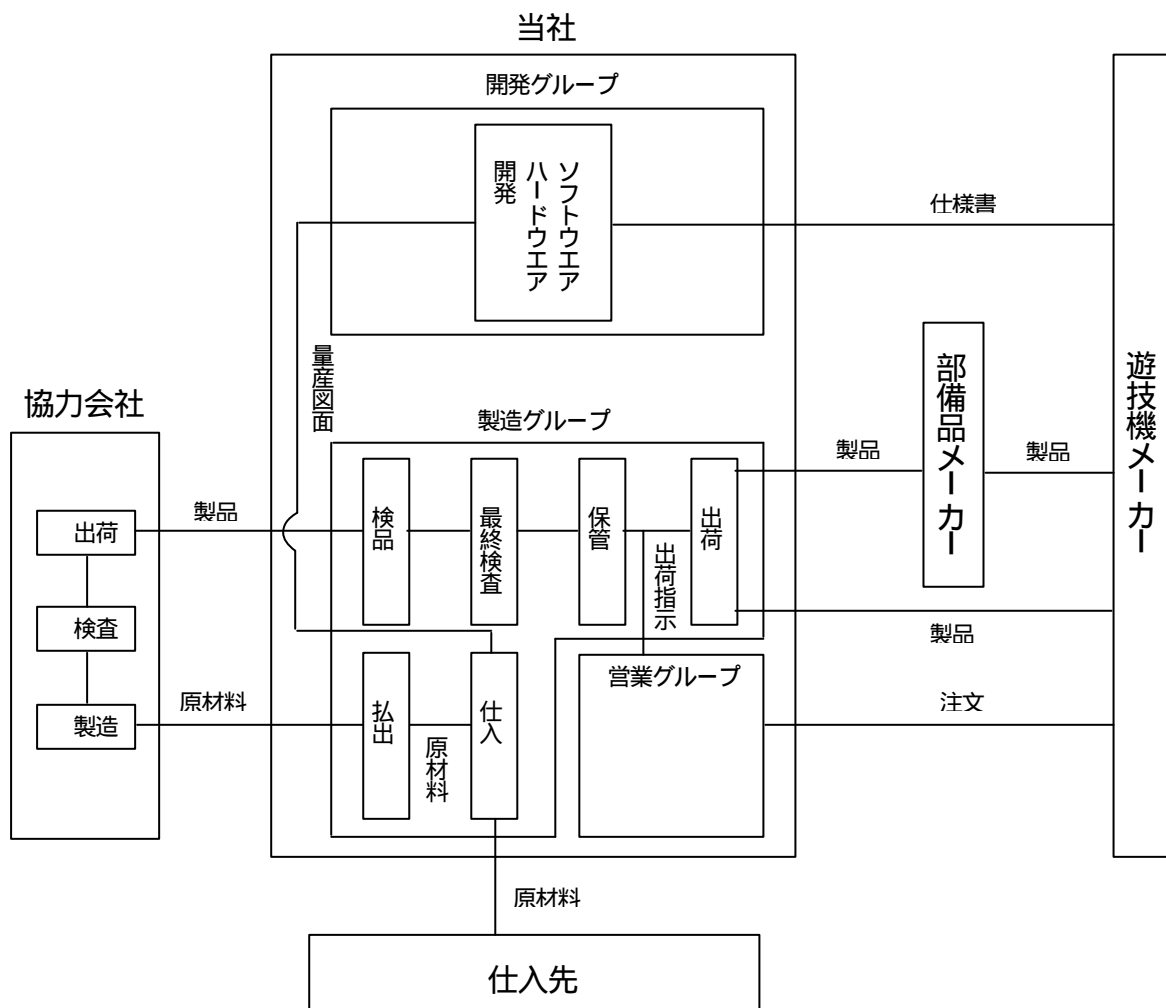 当社
開発グループ
ソフトウエア
ハードウエア
開発
仕様書
量産図面
部備品メーカー
遊技機メーカー
協力会社
製造グループ
製品
製品
出荷
製品
検品
最終検査
保管
出荷
出荷指示
検査
製品
営業グループ
製造
原材料
払出
原材料
仕入
注文
原材料
仕入先